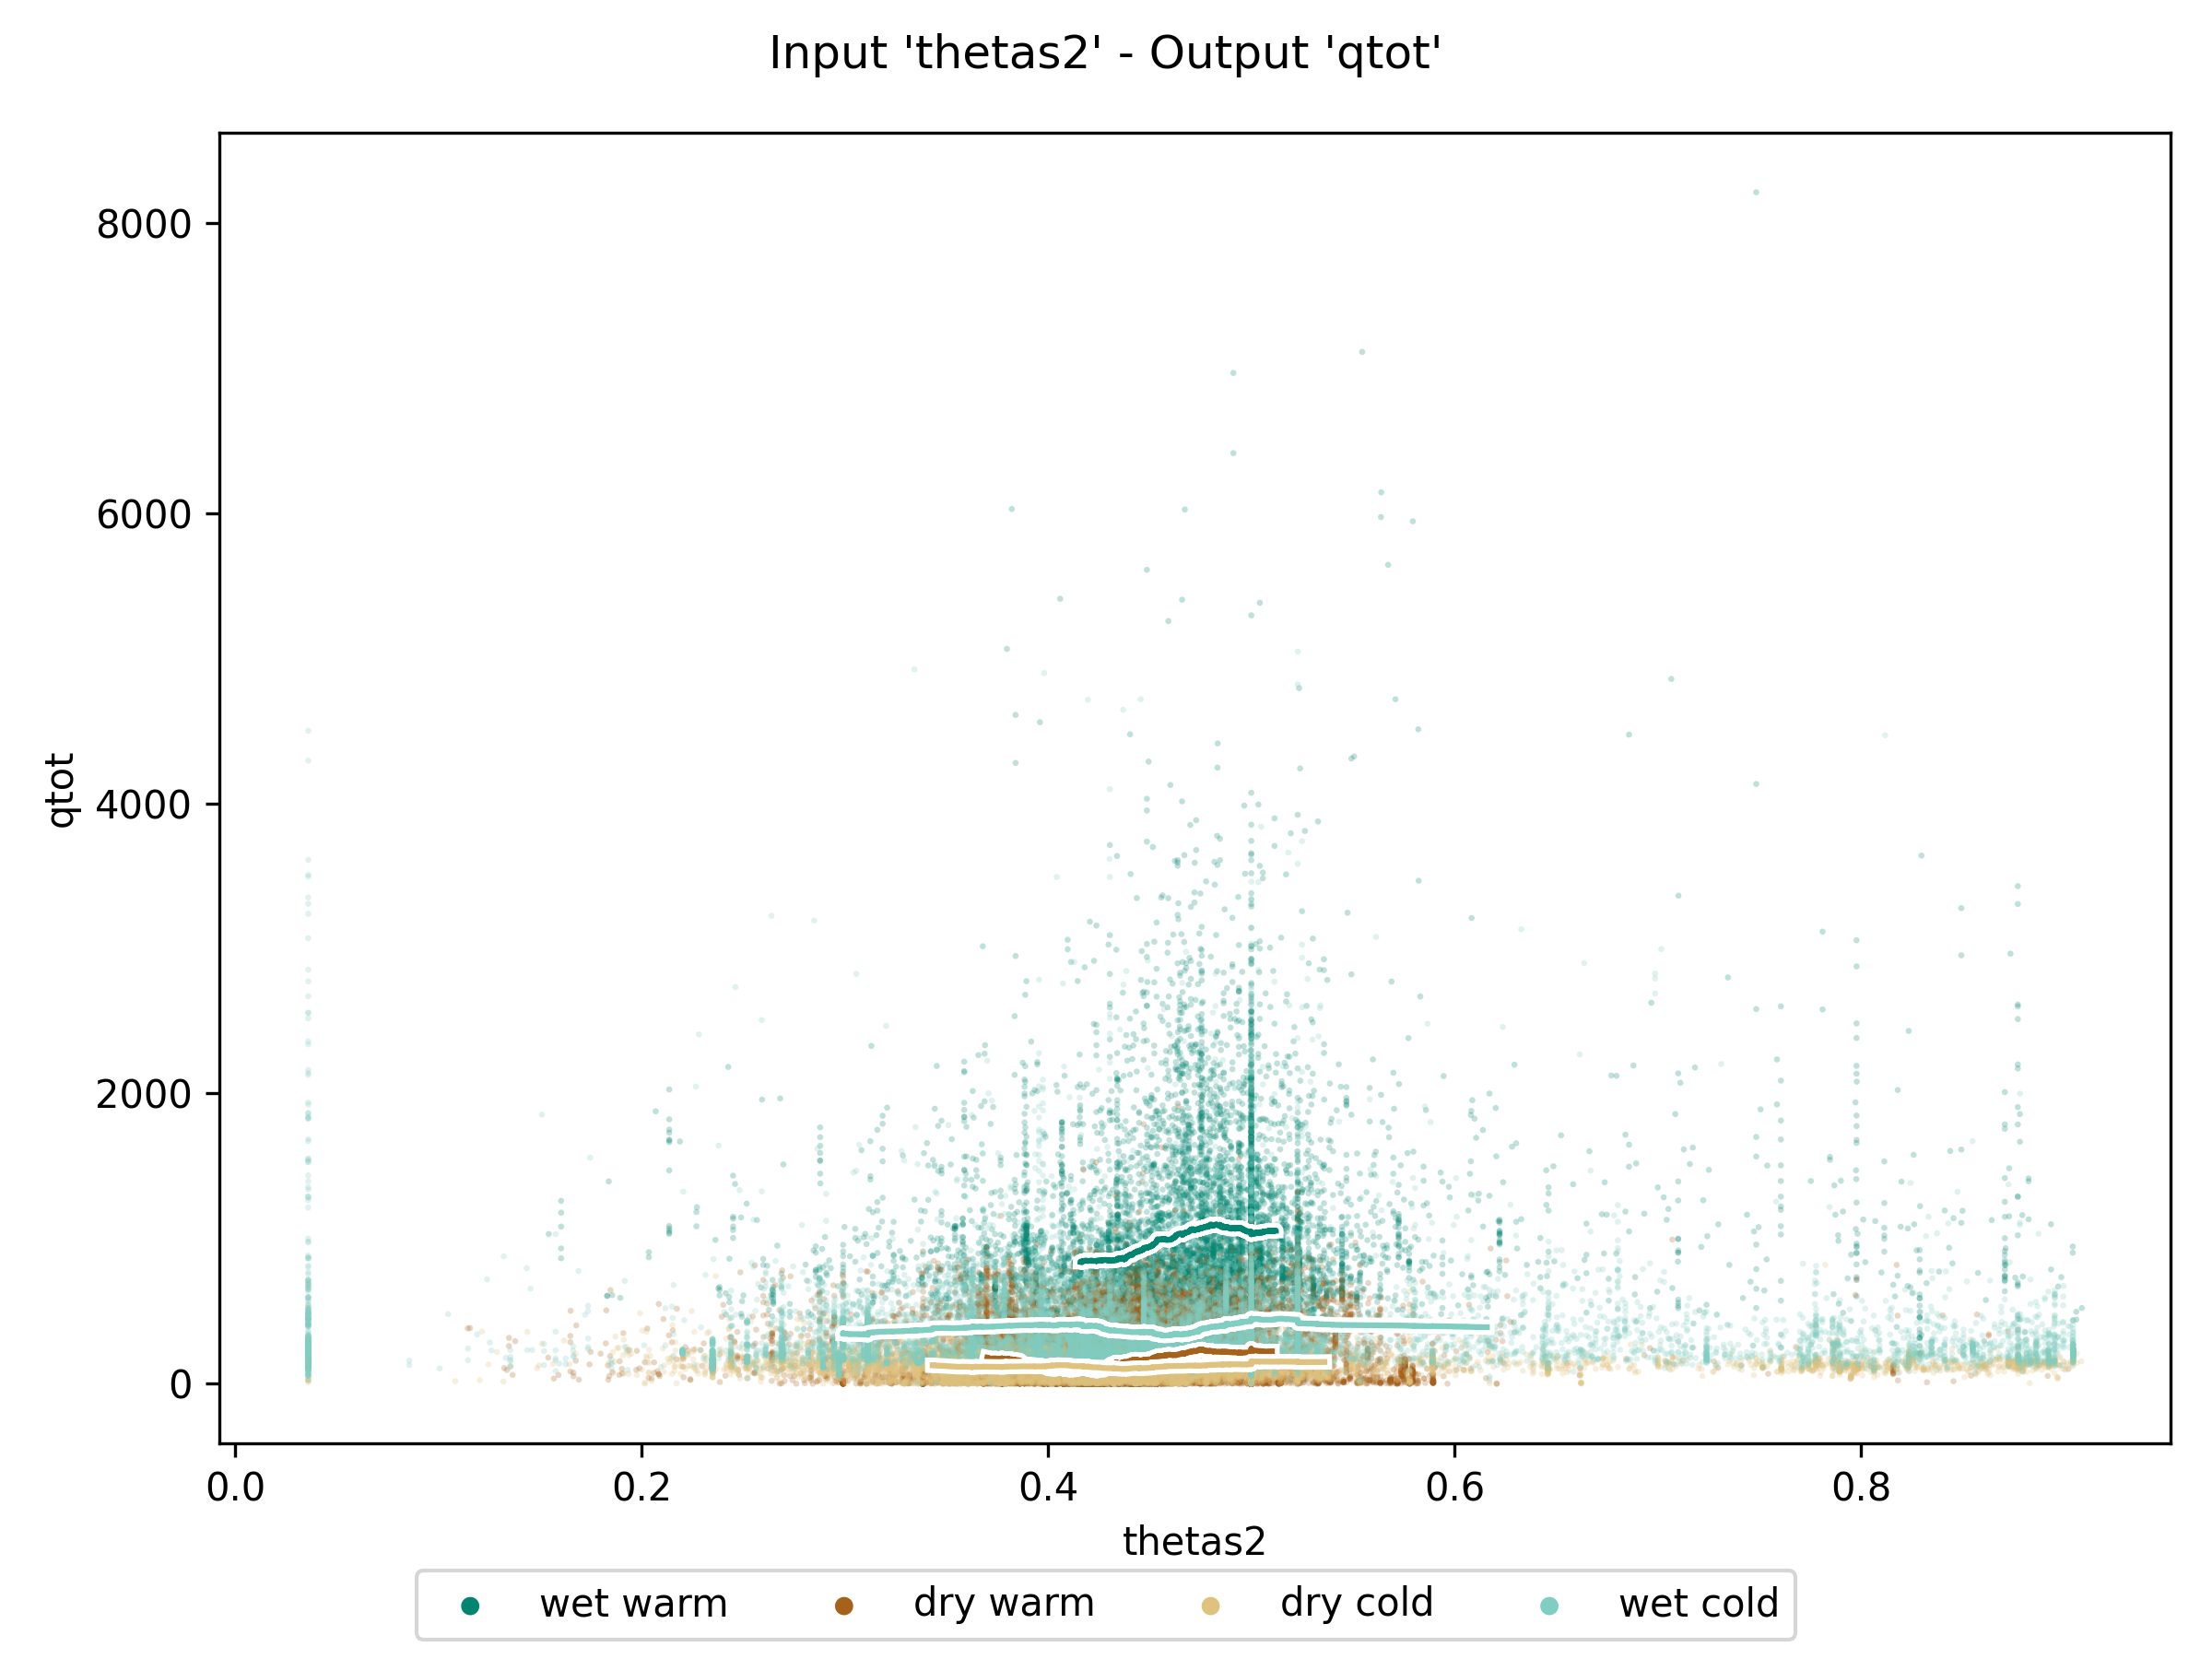 Input 'thetas2' - Output 'qtot'
8000
6000
4000
2000
0
qtot
0.0 0.2 0.4 0.6 0.8
thetas2
wet warm dry warm dry cold wet cold